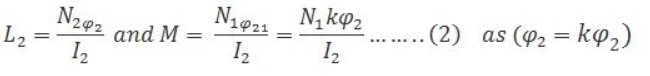 L₂ = N₂φ₂ / I₂ and M = N₁φ₂₁ / I₂ = N₁kφ₂ / I₂ ........ (2) as (φ₂ = kφ₂)